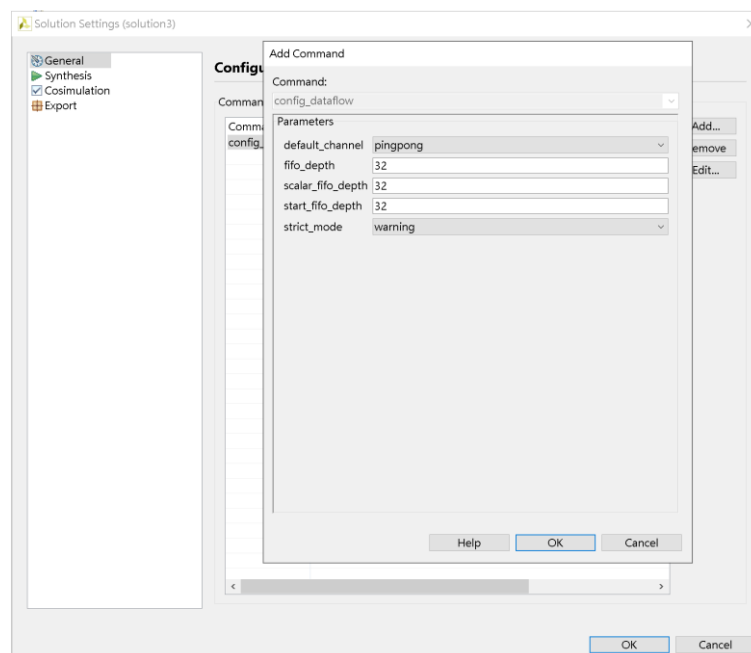 Solution Settings (solution3)
General
Synthesis
Cosimulation
Export
Configu
Comman
Comma
config_
Add...
emove
Edit...
Add Command
Command:
config_dataflow
Parameters
default_channel pingpong
fifo_depth 32
scalar_fifo_depth 32
start_fifo_depth 32
strict_mode warning
Help OK Cancel
OK Cancel